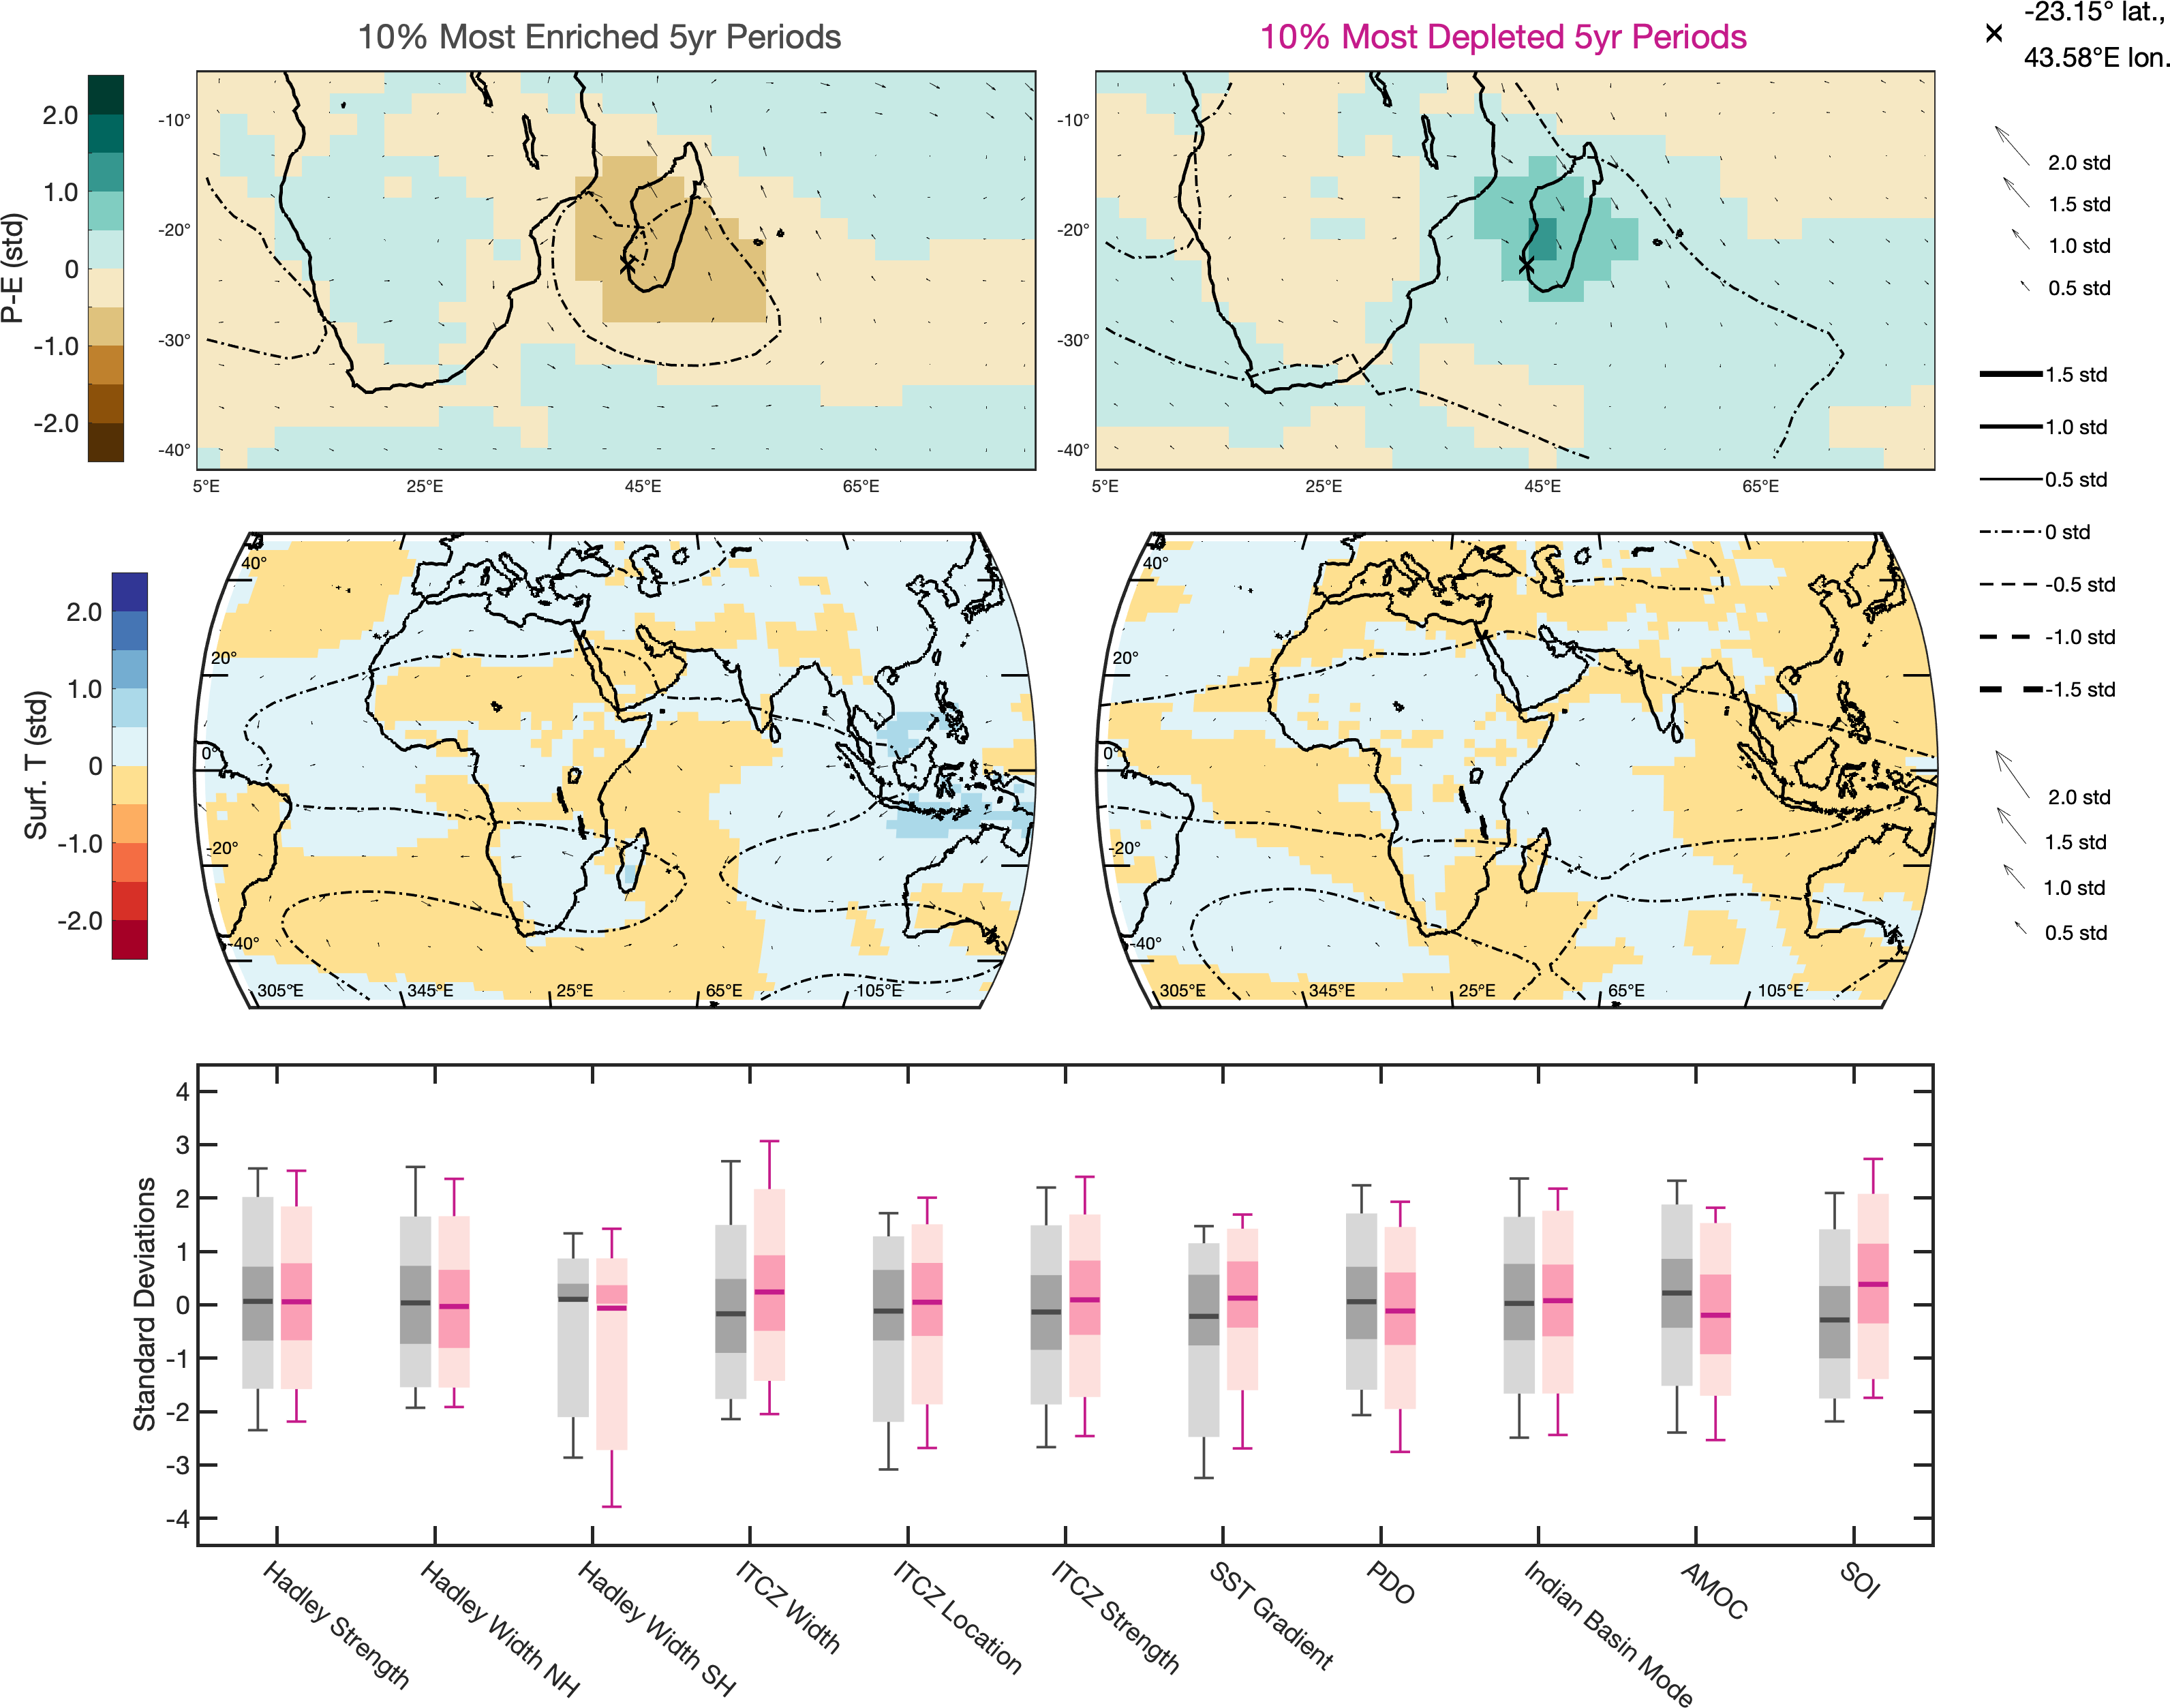 10% Most Enriched 5yr Periods
10% Most Depleted 5yr Periods
-23.15° lat.,
43.58°E lon.
P-E (std)
2.0
1.0
0
-1.0
-2.0
-10°
-20°
-30°
-40°
5°E
25°E
45°E
65°E
-10°
-20°
-30°
-40°
5°E
25°E
45°E
65°E
2.0 std
1.5 std
1.0 std
0.5 std
1.5 std
1.0 std
0.5 std
0 std
-0.5 std
-1.0 std
-1.5 std
Surf. T (std)
2.0
1.0
0
-1.0
-2.0
40°
20°
0°
-20°
-40°
305°E
345°E
25°E
65°E
105°E
40°
20°
0°
-20°
-40°
305°E
345°E
25°E
65°E
105°E
2.0 std
1.5 std
1.0 std
0.5 std
Standard Deviations
4
3
2
1
0
-1
-2
-3
-4
Hadley Strength
Hadley Width NH
Hadley Width SH
ITCZ Width
ITCZ Location
ITCZ Strength
SST Gradient
PDO
Indian Basin Mode
AMOC
SOI